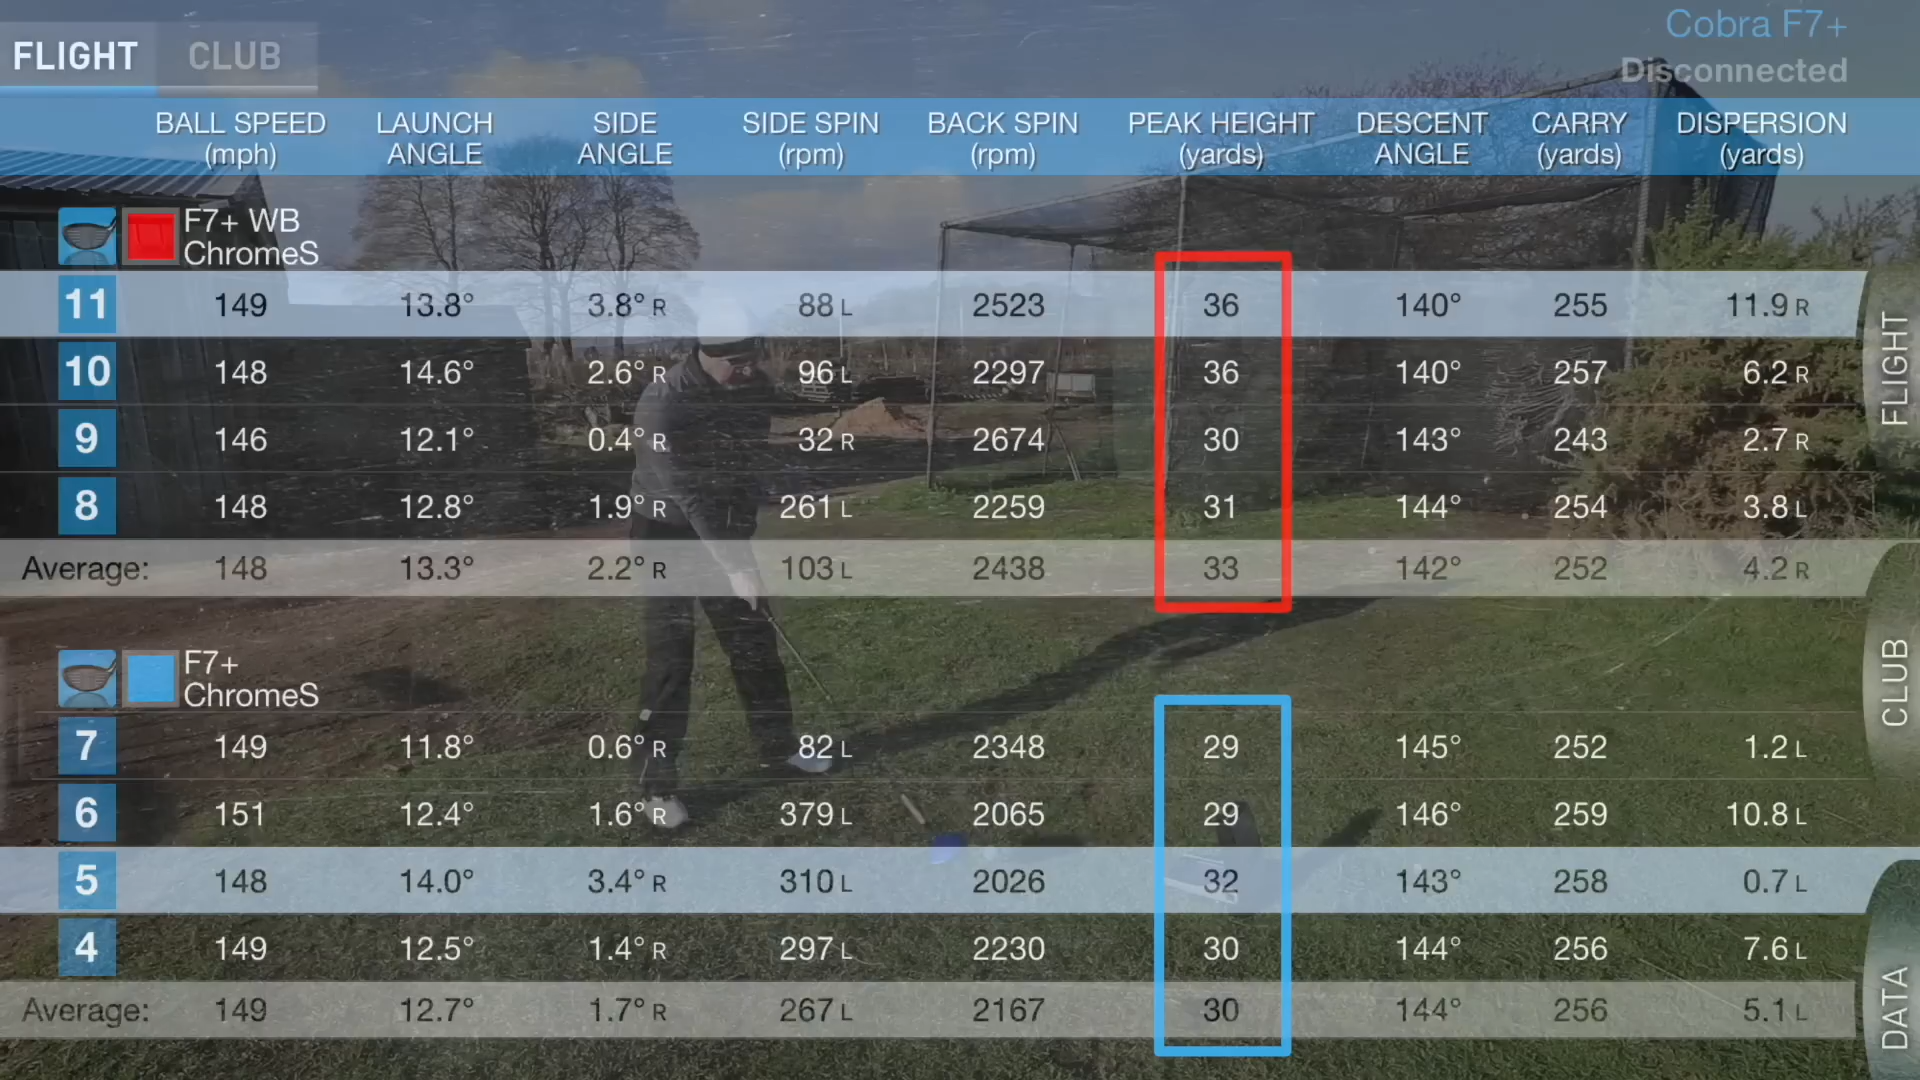 Cobra F7+
FLIGHT CLUB
Disconnected
BALL SPEED LAUNCH SIDE SIDE SPIN BACK SPIN PEAK HEIGHT DESCENT CARRY DISPERSION
(mph) ANGLE ANGLE (rpm) (rpm) (yards) ANGLE (yards) (yards)
F7+ WB
ChromeS
11 149 13.8° 3.8° R 88 L 2523 36 140° 255 11.9 R
10 148 14.6° 2.6° R 96 L 2297 36 140° 257 6.2 R
9 146 12.1° 0.4° R 32 R 2674 30 143° 243 2.7 R
8 148 12.8° 1.9° R 261 L 2259 31 144° 254 3.8 L
Average: 148 13.3° 2.2° R 103 L 2438 33 142° 252 4.2 R
F7+
ChromeS
7 149 11.8° 0.6° R 82 L 2348 29 145° 252 1.2 L
6 151 12.4° 1.6° R 379 L 2065 29 146° 259 10.8 L
5 148 14.0° 3.4° R 310 L 2026 32 143° 258 0.7 L
4 149 12.5° 1.4° R 297 L 2230 30 144° 256 7.6 L
Average: 149 12.7° 1.7° R 267 L 2167 30 144° 256 5.1 L
FLIGHT
CLUB
DATA